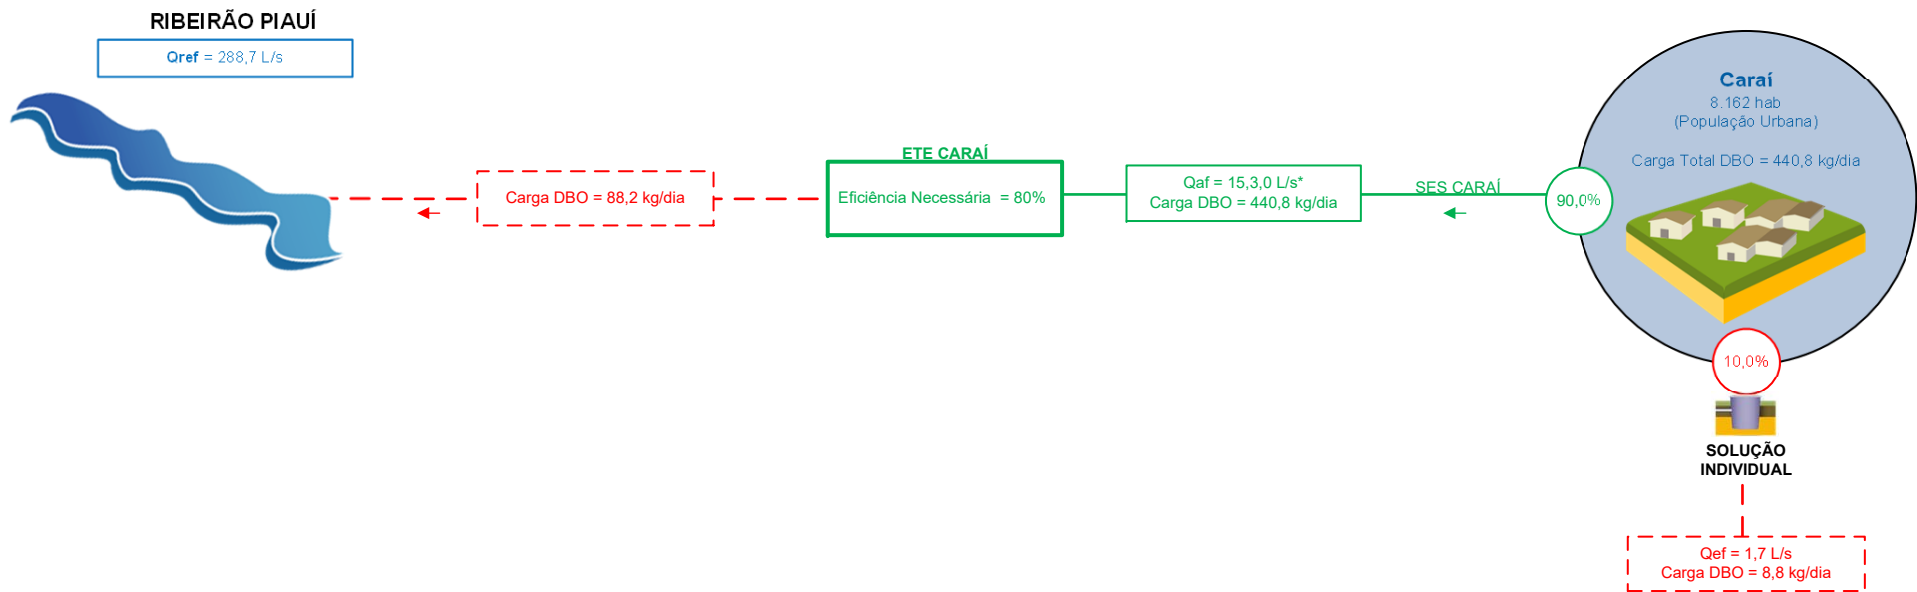 RIBEIRÃO PIAUÍ
Qref = 288,7 L/s
Carga DBO = 88,2 kg/dia
ETE CARAÍ
Eficiência Necessária = 80%
Qaf = 15,3,0 L/s*
Carga DBO = 440,8 kg/dia
SES CARAÍ
90,0%
Caraí
8.162 hab
(População Urbana)
Carga Total DBO = 440,8 kg/dia
10,0%
SOLUÇÃO
INDIVIDUAL
Qef = 1,7 L/s
Carga DBO = 8,8 kg/dia